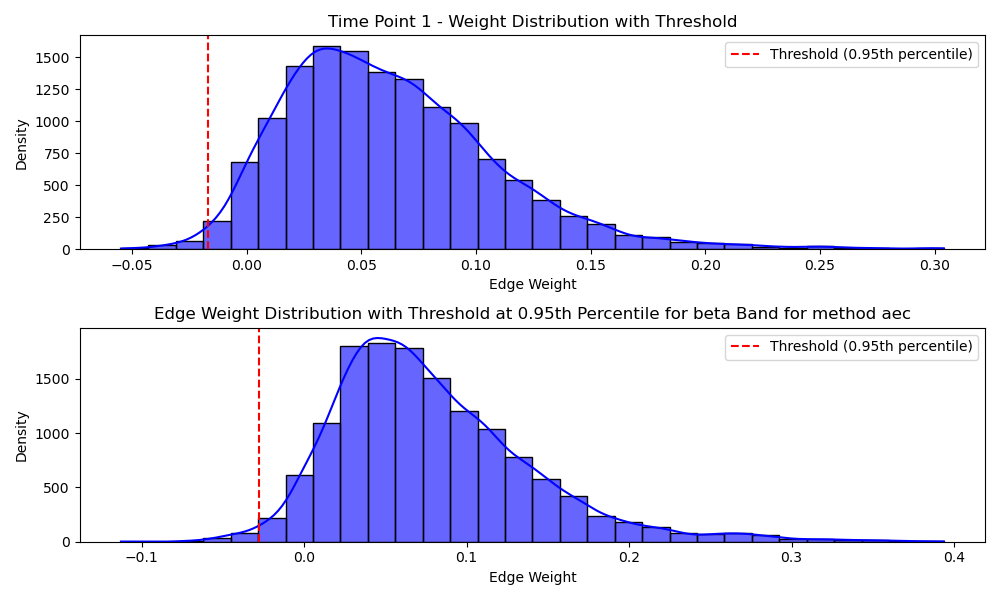 Time Point 1 - Weight Distribution with Threshold
Threshold (0.95th percentile)
Density
1500
1250
1000
750
500
250
0
−0.05 0.00 0.05 0.10 0.15 0.20 0.25 0.30
Edge Weight
Edge Weight Distribution with Threshold at 0.95th Percentile for beta Band for method aec
Threshold (0.95th percentile)
Density
1500
1000
500
0
−0.1 0.0 0.1 0.2 0.3 0.4
Edge Weight